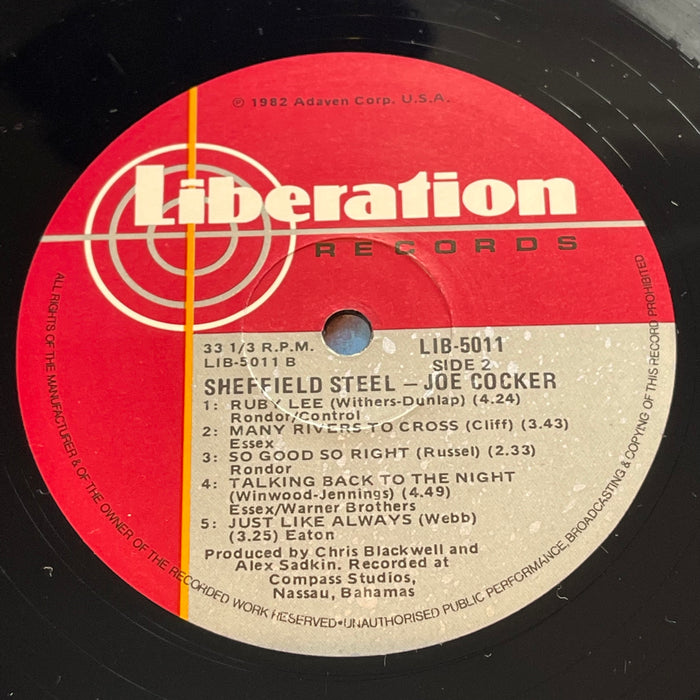 ℗ 1982 Adaven Corp. U.S.A.
Liberation
RECORDS
33 1/3 R.P.M.
LIB-5011 B
LIB-5011
SIDE 2
SHEFFIELD STEEL – JOE COCKER
1: RUBY LEE (Withers-Dunlap) (4.24)
Rondor/Control
2: MANY RIVERS TO CROSS (Cliff) (3.43)
Essex
3: SO GOOD SO RIGHT (Russel) (2.33)
Rondor
4: TALKING BACK TO THE NIGHT
(Winwood-Jennings) (4.49)
Essex/Warner Brothers
5: JUST LIKE ALWAYS (Webb)
(3.25) Eaton
Produced by Chris Blackwell and
Alex Sadkin. Recorded at
Compass Studios,
Nassau, Bahamas
ALL RIGHTS OF THE MANUFACTURER & OF THE OWNER OF THE RECORDED WORK RESERVED•UNAUTHORISED PUBLIC PERFORMANCE, BROADCASTING & COPYING OF THIS RECORD PROHIBITED